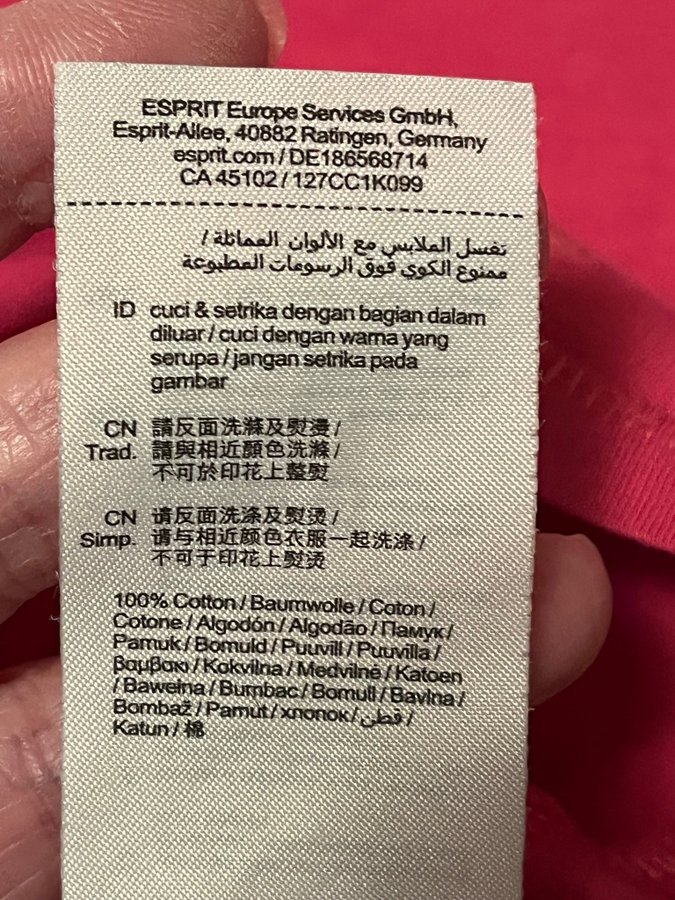 ESPRIT Europe Services GmbH,
Esprit-Allee, 40882 Ratingen, Germany
esprit.com / DE186568714
CA 45102 / 127CC1K099
تغسل الملابس مع الألوان المماثلة /
ممنوع الكوي فوق الرسومات المطبوعة
ID cuci & setrika dengan bagian dalam
diluar / cuci dengan warna yang
serupa / jangan setrika pada
gambar
CN 請反面洗滌及熨燙 /
Trad. 請與相近顏色洗滌 /
不可於印花上整熨
CN 请反面洗涤及熨烫 /
Simp. 请与相近颜色衣服一起洗涤 /
不可于印花上熨烫
100% Cotton / Baumwolle / Coton /
Cotone / Algodón / Algodão / Памук /
Pamuk / Bomuld / Puuvill / Puuvilla /
βαμβακι / Kokvilna / Medvilnė / Katoen
/ Bawełna / Bumbac / Bomull / Bavlna /
Bombaž / Pamut / хлопок / قطن /
Katun / 棉